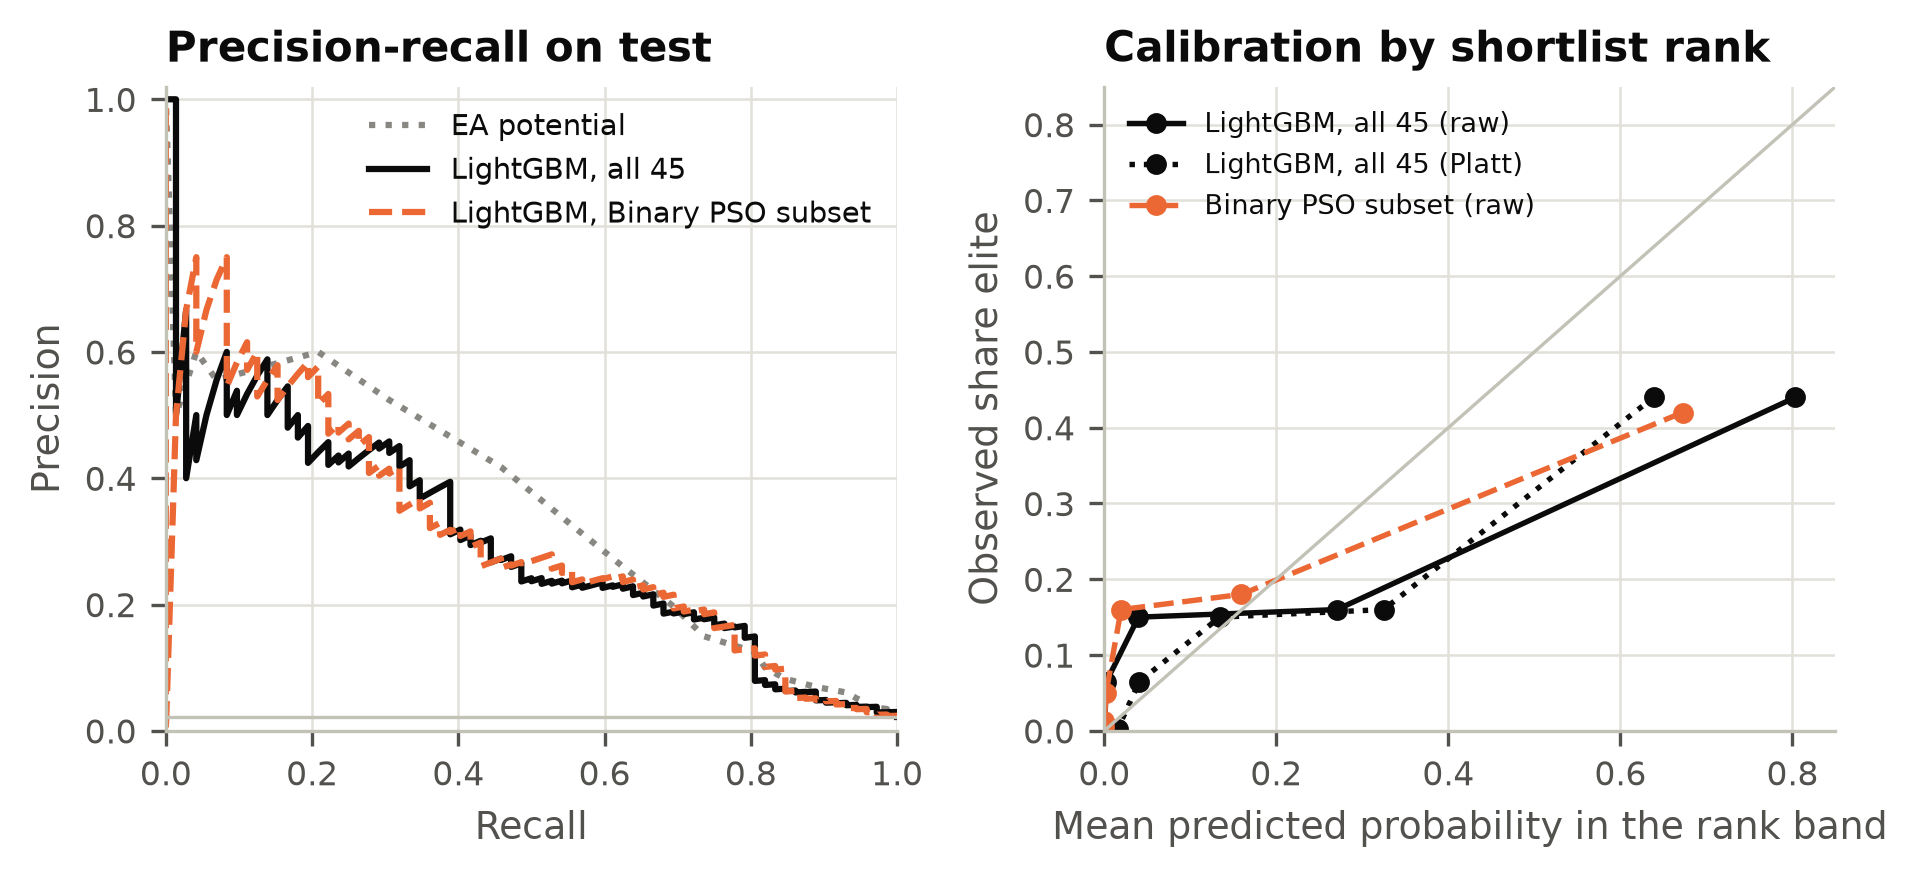 Precision-recall on test
1.0
0.8
0.6
0.4
0.2
0.0
Precision
EA potential
LightGBM, all 45
LightGBM, Binary PSO subset
0.0 0.2 0.4 0.6 0.8 1.0
Recall
Calibration by shortlist rank
0.8
0.7
0.6
0.5
0.4
0.3
0.2
0.1
0.0
Observed share elite
LightGBM, all 45 (raw)
LightGBM, all 45 (Platt)
Binary PSO subset (raw)
0.0 0.2 0.4 0.6 0.8
Mean predicted probability in the rank band